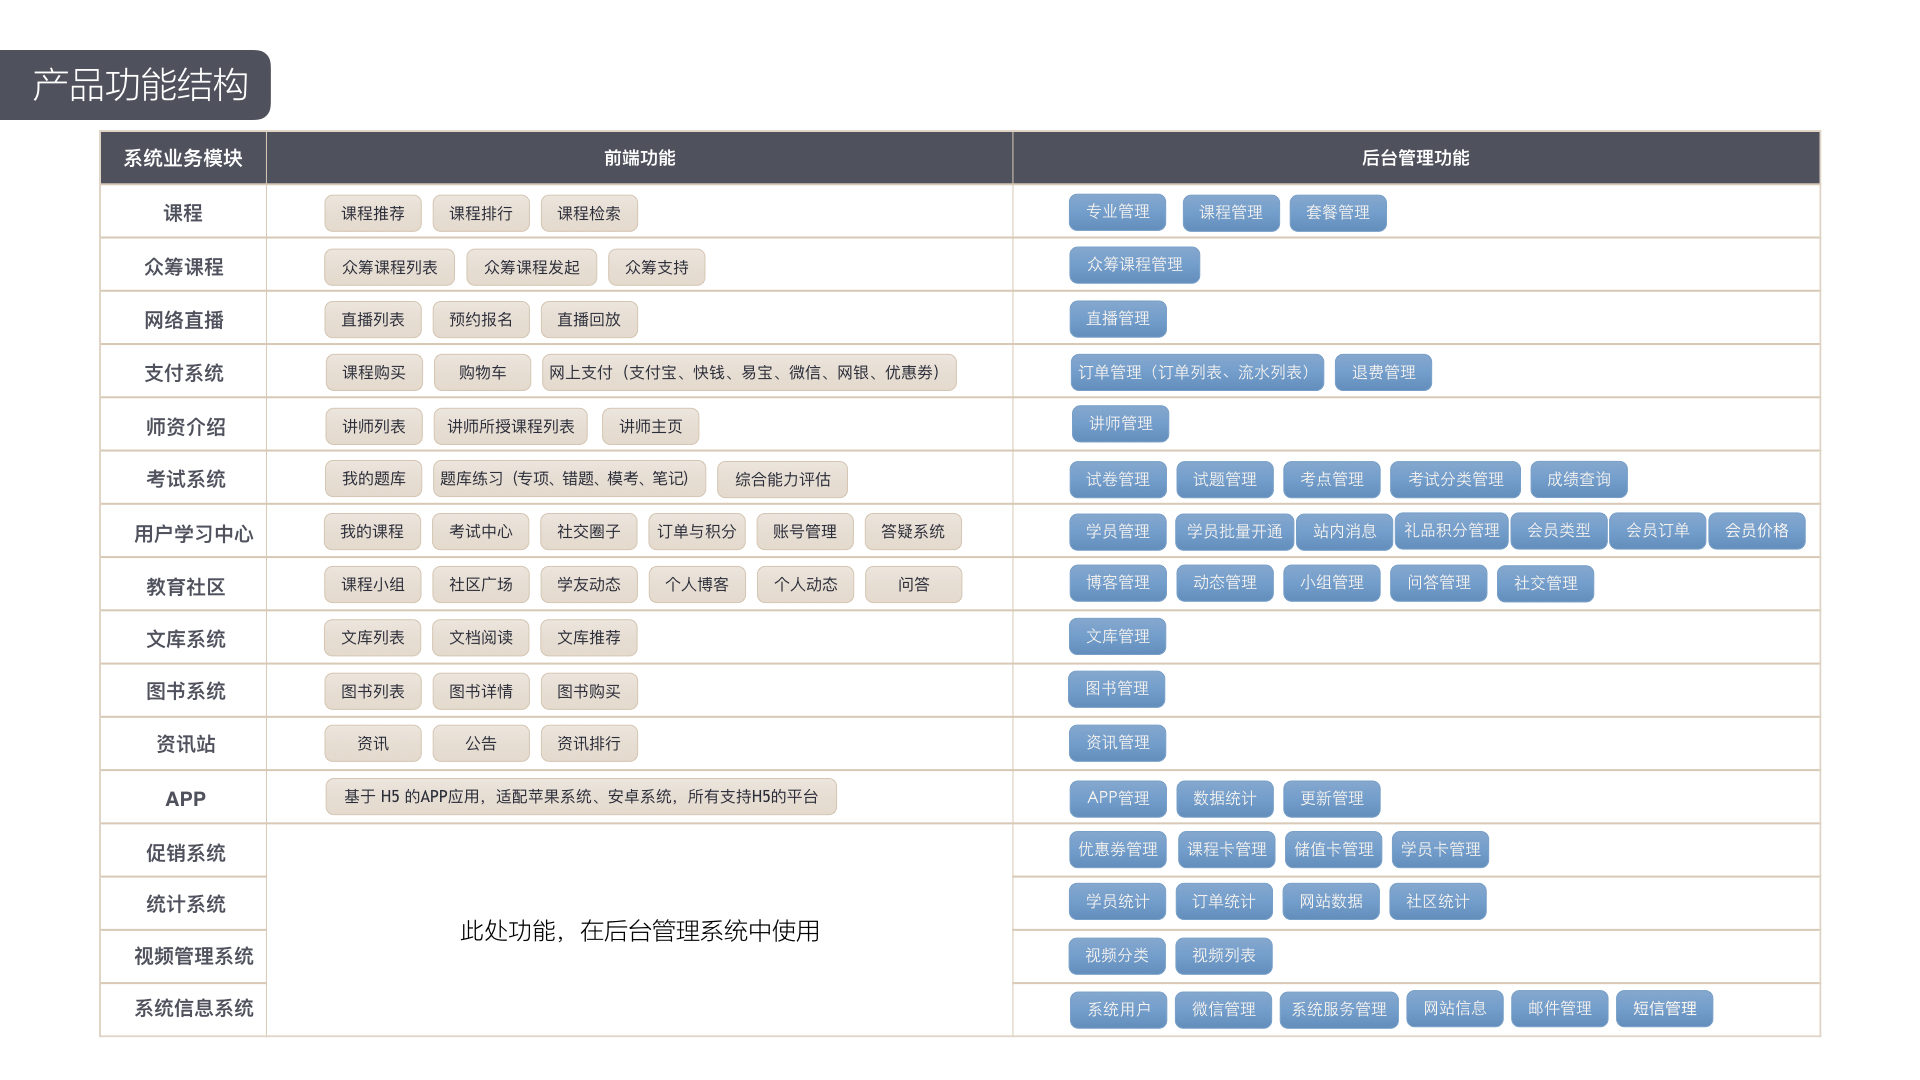 产品功能结构
系统业务模块 前端功能 后台管理功能
课程 课程推荐 课程排行 课程检索 专业管理 课程管理 套餐管理
众筹课程 众筹课程列表 众筹课程发起 众筹支持 众筹课程管理
网络直播 直播列表 预约报名 直播回放 直播管理
支付系统 课程购买 购物车 网上支付（支付宝、快钱、易宝、微信、网银、优惠券） 订单管理（订单列表、流水列表） 退费管理
师资介绍 讲师列表 讲师所授课程列表 讲师主页 讲师管理
考试系统 我的题库 题库练习（专项、错题、模考、笔记） 综合能力评估 试卷管理 试题管理 考点管理 考试分类管理 成绩查询
用户学习中心 我的课程 考试中心 社交圈子 订单与积分 账号管理 答疑系统 学员管理 学员批量开通 站内消息 礼品积分管理 会员类型 会员订单 会员价格
教育社区 课程小组 社区广场 学友动态 个人博客 个人动态 问答 博客管理 动态管理 小组管理 问答管理 社交管理
文库系统 文库列表 文档阅读 文库推荐 文库管理
图书系统 图书列表 图书详情 图书购买 图书管理
资讯站 资讯 公告 资讯排行 资讯管理
APP 基于 H5 的APP应用，适配苹果系统、安卓系统，所有支持H5的平台 APP管理 数据统计 更新管理
促销系统 优惠劵管理 课程卡管理 储值卡管理 学员卡管理
统计系统 学员统计 订单统计 网站数据 社区统计
此处功能，在后台管理系统中使用
视频管理系统 视频分类 视频列表
系统信息系统 系统用户 微信管理 系统服务管理 网站信息 邮件管理 短信管理